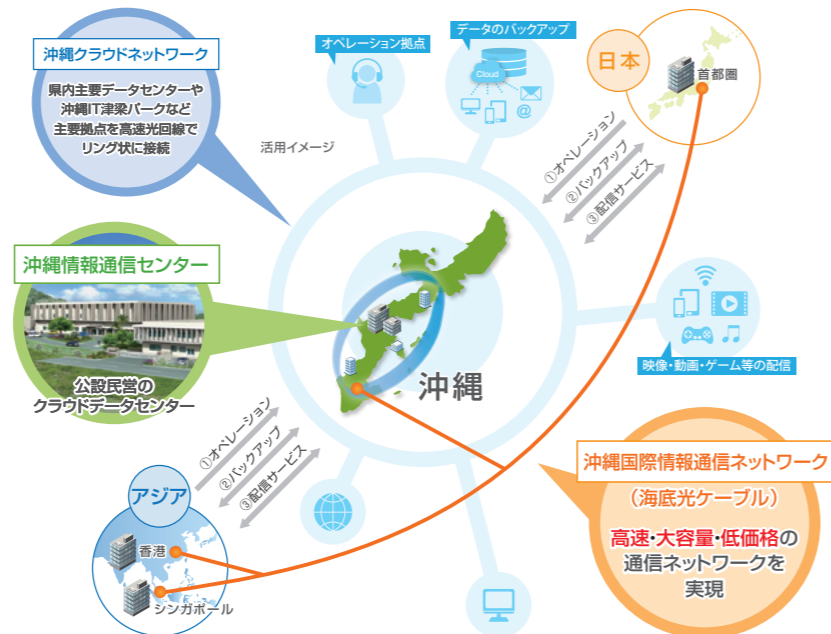 沖縄クラウドネットワーク
県内主要データセンターや
沖縄IT津梁パークなど
主要拠点を高速光回線で
リング状に接続
活用イメージ
オペレーション拠点
データのバックアップ
Cloud
@
日本
首都圏
①オペレーション
②バックアップ
③配信サービス
沖縄情報通信センター
公設民営の
クラウドデータセンター
沖縄
映像・動画・ゲーム等の配信
①オペレーション
②バックアップ
③配信サービス
アジア
香港
シンガポール
沖縄国際情報通信ネットワーク
(海底光ケーブル)
高速・大容量・低価格の
通信ネットワークを
実現